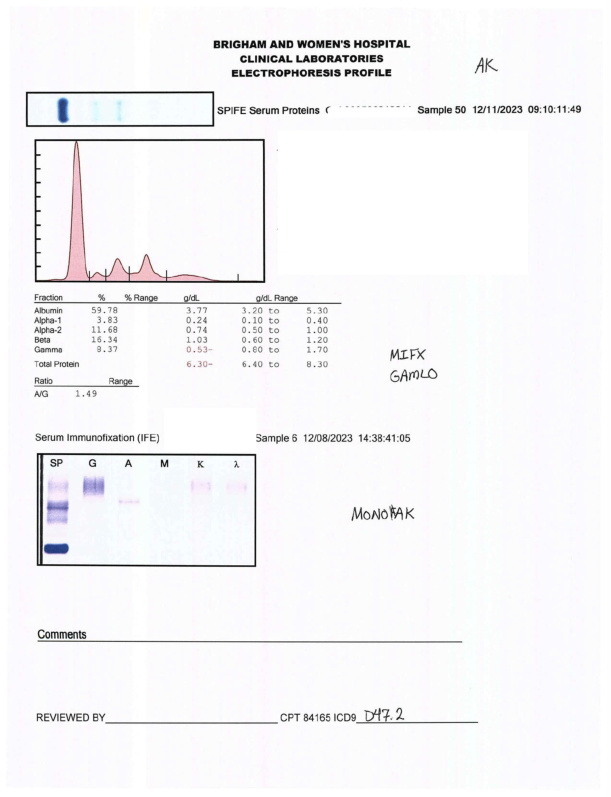 BRIGHAM AND WOMEN'S HOSPITAL
CLINICAL LABORATORIES
ELECTROPHORESIS PROFILE
AK
SPIFE Serum Proteins ( Sample 50 12/11/2023 09:10:11:49
Fraction % % Range g/dL g/dL Range
Albumin 59.78 3.77 3.20 to 5.30
Alpha-1 3.83 0.24 0.10 to 0.40
Alpha-2 11.68 0.74 0.50 to 1.00
Beta 16.34 1.03 0.60 to 1.20
Gamma 8.37 0.53- 0.60 to 1.70
Total Protein 6.30- 6.40 to 8.30
MIFX
GAMLO
Ratio Range
A/G 1.49
Serum Immunofixation (IFE) Sample 6 12/08/2023 14:38:41:05
SP G A M K λ
Comments
REVIEWED BY CPT 84165 ICD9 D47.2